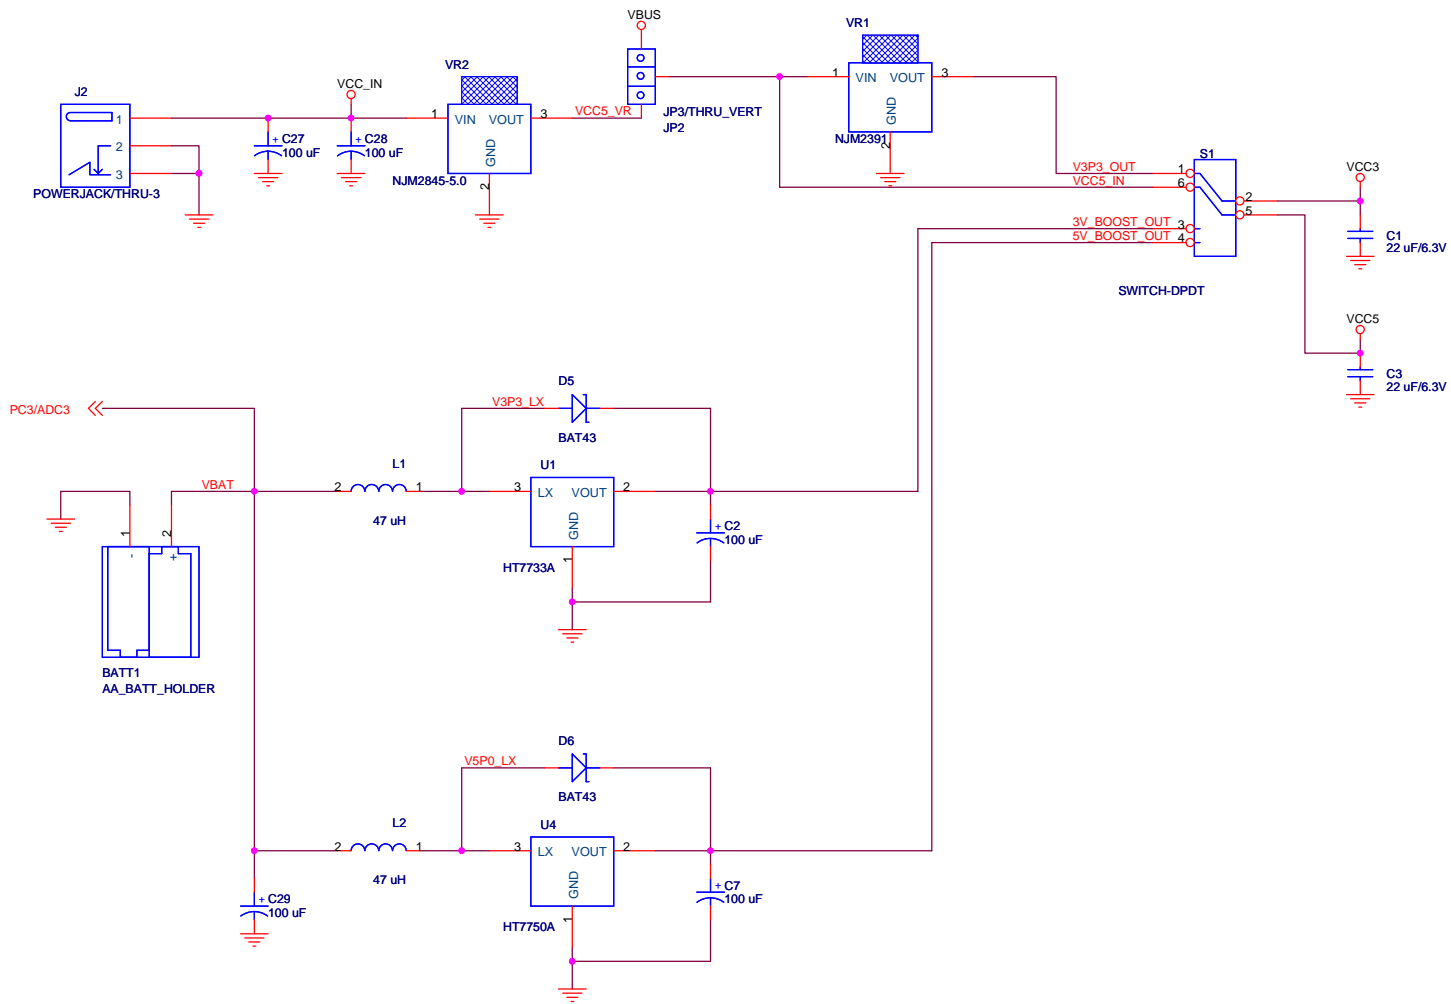 VBUS
VR1
VR2
VCC_IN
J2
1
VIN
VOUT
3
GND
2
NJM2391
JP3/THRU_VERT
JP2
VCC5_VR
1
VIN
VOUT
3
GND
2
NJM2845-5.0
1
2
3
POWERJACK/THRU-3
+
C27
100 uF
+
C28
100 uF
S1
V3P3_OUT
1
VCC5_IN
6
2
5
3V_BOOST_OUT
3
5V_BOOST_OUT
4
SWITCH-DPDT
VCC3
C1
22 uF/6.3V
VCC5
C3
22 uF/6.3V
PC3/ADC3
D5
V3P3_LX
BAT43
L1
2
1
47 uH
U1
3
LX
VOUT
2
GND
1
HT7733A
+
C2
100 uF
VBAT
1
2
-
+
BATT1
AA_BATT_HOLDER
D6
V5P0_LX
BAT43
L2
2
1
47 uH
U4
3
LX
VOUT
2
GND
1
HT7750A
+
C7
100 uF
+
C29
100 uF